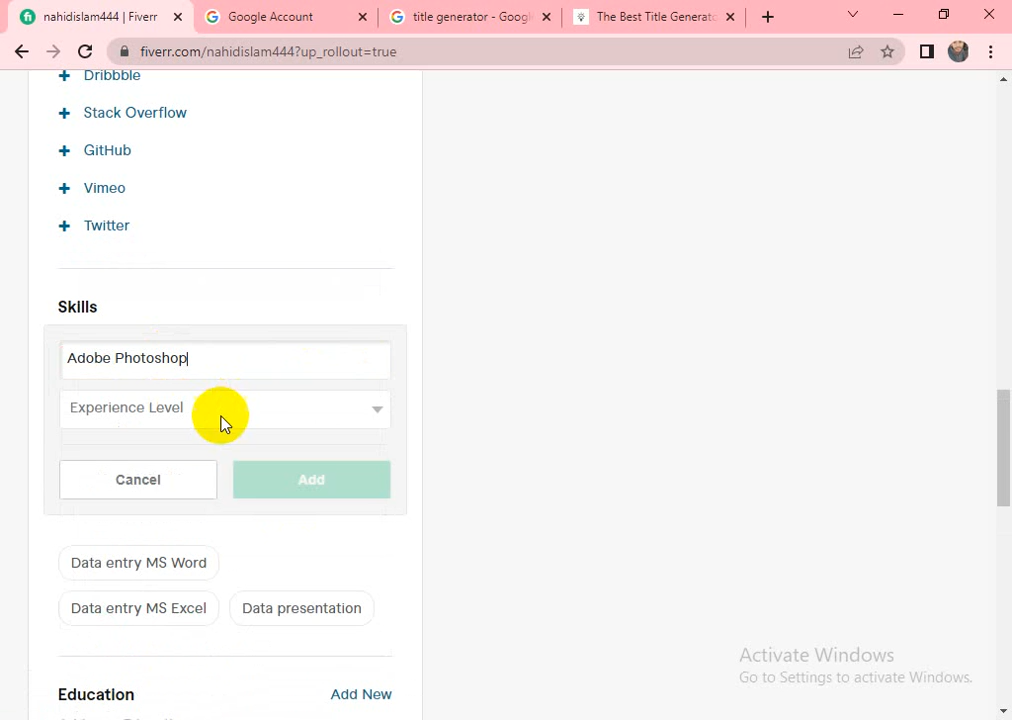 nahidislam444 | Fiverr
Google Account
title generator - Goog
The Best Title Generato
fiverr.com/nahidislam444?up_rollout=true
Dribbble
Stack Overflow
GitHub
Vimeo
Twitter
Skills
Adobe Photoshop
Experience Level
Cancel
Add
Data entry MS Word
Data entry MS Excel
Data presentation
Education
Add New
Activate Windows
Go to Settings to activate Windows.